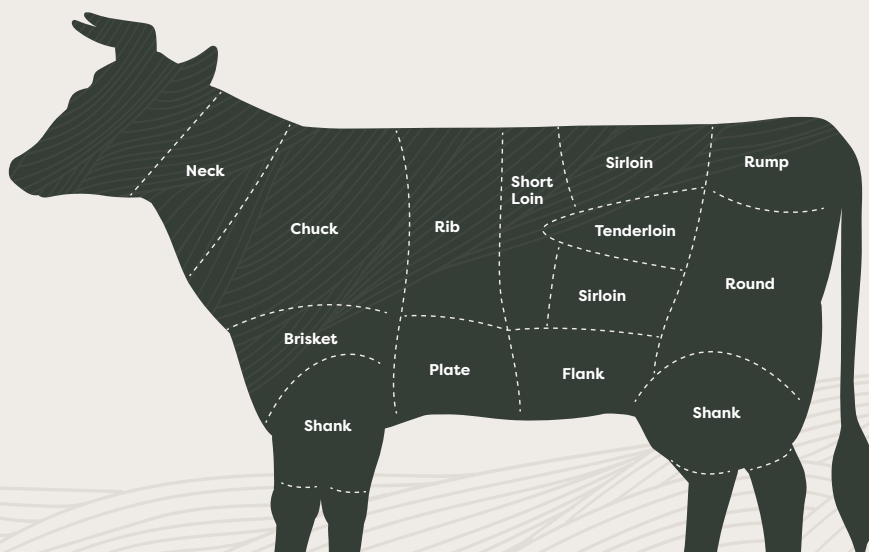 Neck
Chuck
Rib
Short
Loin
Sirloin
Rump
Tenderloin
Sirloin
Round
Brisket
Plate
Flank
Shank
Shank